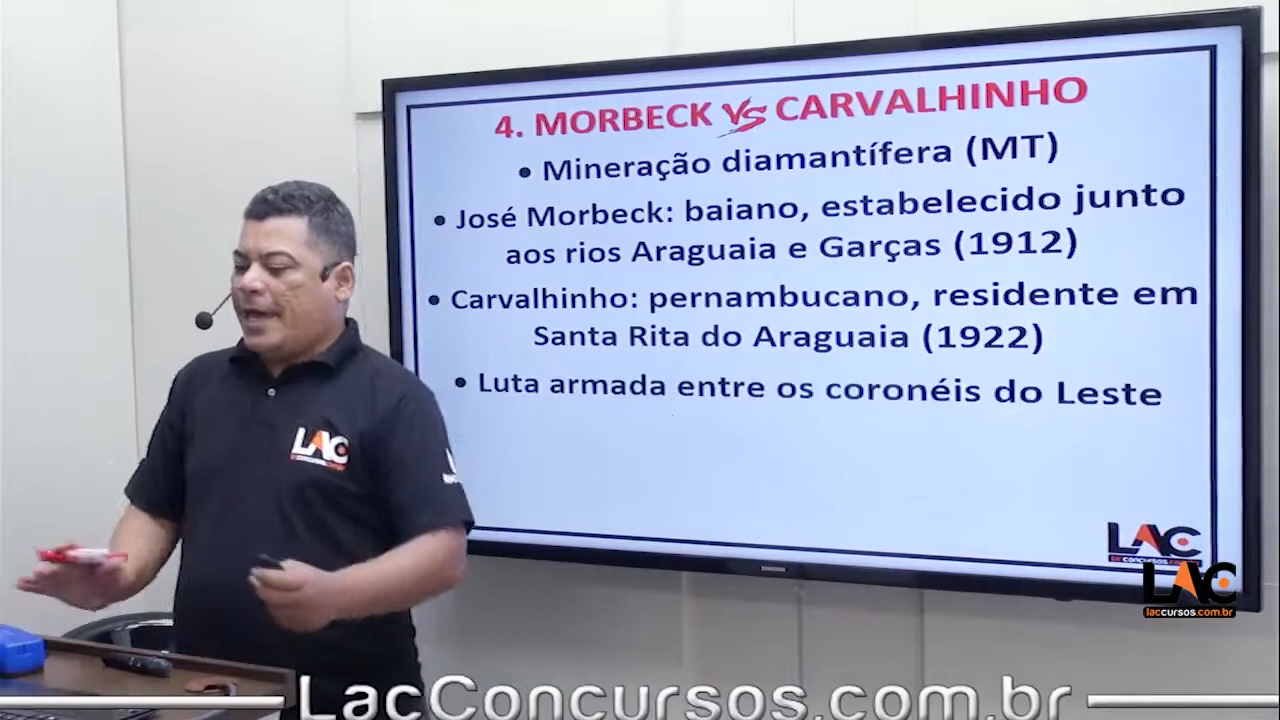 4. MORBECK VS CARVALHINHO
• Mineração diamantífera (MT)
• José Morbeck: baiano, estabelecido junto
aos rios Araguaia e Garças (1912)
• Carvalhinho: pernambucano, residente em
Santa Rita do Araguaia (1922)
• Luta armada entre os coronéis do Leste
LAC
LAC
LAC
laccursos.com.br
LacConcursos.com.br